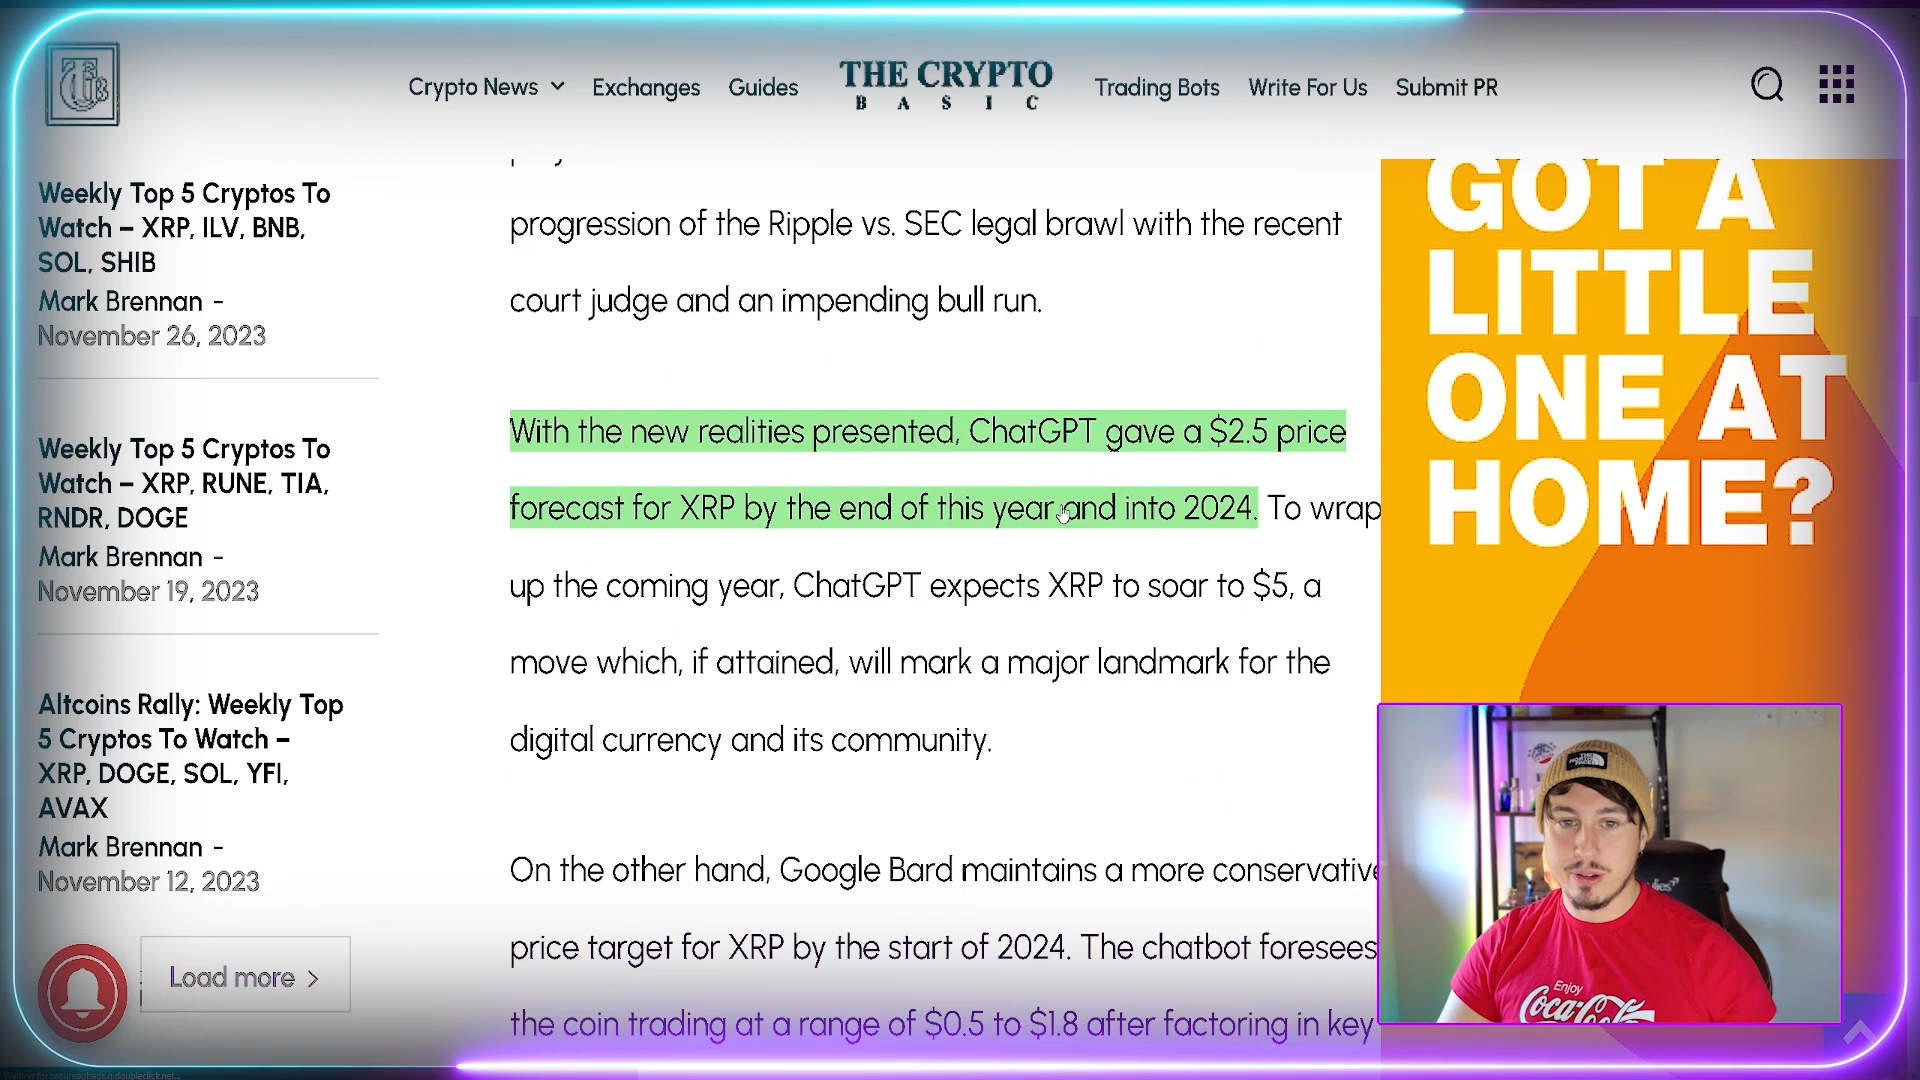 Crypto News
Exchanges
Guides
THE CRYPTO
BASIC
Trading Bots
Write For Us
Submit PR
Weekly Top 5 Cryptos To
Watch – XRP, ILV, BNB,
SOL, SHIB
Mark Brennan -
November 26, 2023
Weekly Top 5 Cryptos To
Watch – XRP, RUNE, TIA,
RNDR, DOGE
Mark Brennan -
November 19, 2023
Altcoins Rally: Weekly Top
5 Cryptos To Watch –
XRP, DOGE, SOL, YFI,
AVAX
Mark Brennan -
November 12, 2023
Load more >
progression of the Ripple vs. SEC legal brawl with the recent
court judge and an impending bull run.
With the new realities presented, ChatGPT gave a $2.5 price
forecast for XRP by the end of this year and into 2024. To wrap
up the coming year, ChatGPT expects XRP to soar to $5, a
move which, if attained, will mark a major landmark for the
digital currency and its community.
On the other hand, Google Bard maintains a more conservative
price target for XRP by the start of 2024. The chatbot foresees
the coin trading at a range of $0.5 to $1.8 after factoring in key
GOT A
LITTLE
ONE AT
HOME?
THE
NORTH
FACE
Enjoy
Coca-Cola